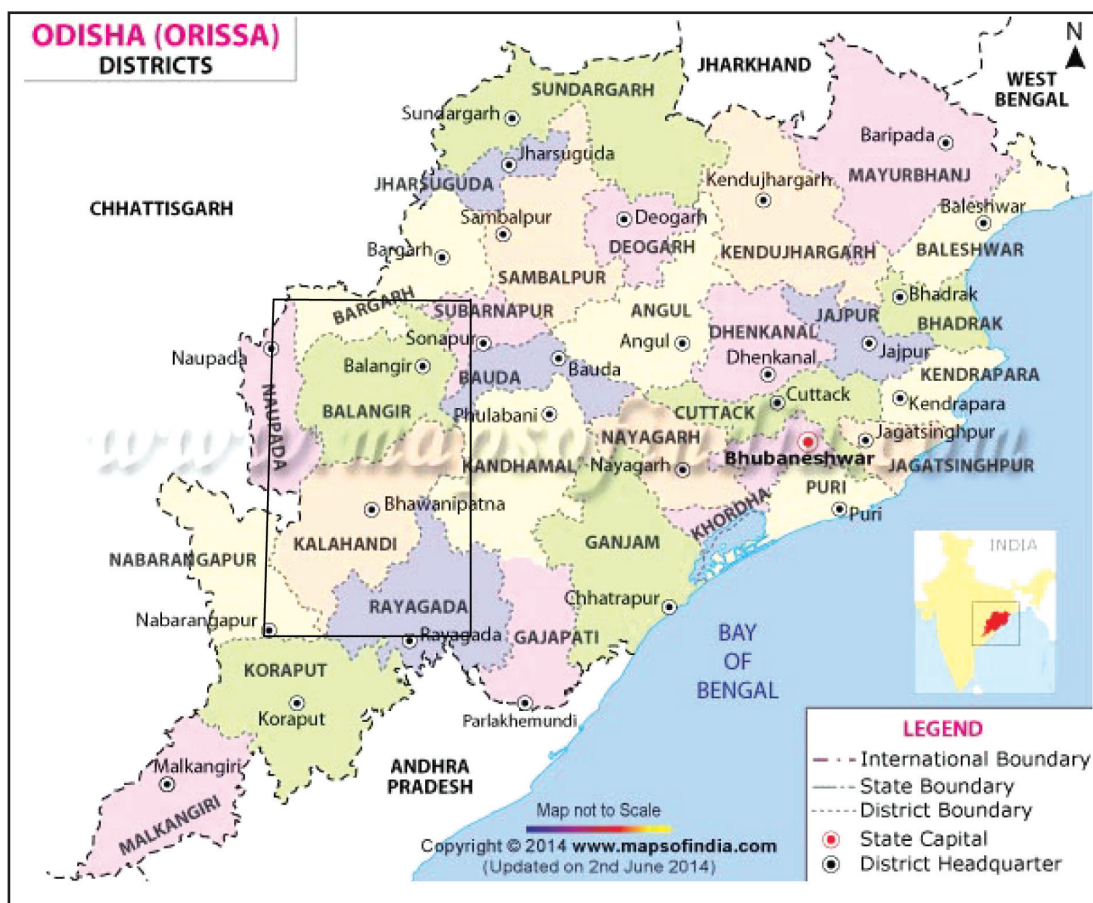 ODISHA (ORISSA)
DISTRICTS
N
JHARKHAND
WEST
BENGAL
SUNDARGARH
Sundargarh
Baripada
MAYURBHANJ
Jharsuguda
JHARSUGUDA
Kendujhargarh
CHHATTISGARH
Sambalpur
Deogarh
Baleshwar
DEOGARH
KENDUJHARGARH
BALESHWAR
Bargarh
SAMBALPUR
BARGARH
SUBARNAPUR
ANGUL
Bhadrak
JAJPUR
BHADRAK
DHENKANAL
Naupada
Sonapur
Angul
Jajpur
Balangir
Bauda
Dhenkanal
KENDRAPARA
BAUDA
NAUPADA
BALANGIR
Phulabani
CUTTACK
Cuttack
Kendrapara
www.mapsofindia.com
NAYAGARH
Jagatsinghpur
KANDHAMAL
Nayagarh
Bhubaneshwar
JAGATSINGHPUR
PURI
Bhawanipatna
KHORDHA
Puri
KALAHANDI
GANJAM
NABARANGAPUR
INDIA
RAYAGADA
Chhatrapur
Nabarangapur
Rayagada
GAJAPATI
BAY
OF
BENGAL
KORAPUT
Koraput
Parlakhemundi
LEGEND
International Boundary
State Boundary
District Boundary
State Capital
District Headquarter
Malkangiri
MALKANGIRI
ANDHRA
PRADESH
Map not to Scale
Copyright © 2014 www.mapsofindia.com
(Updated on 2nd June 2014)